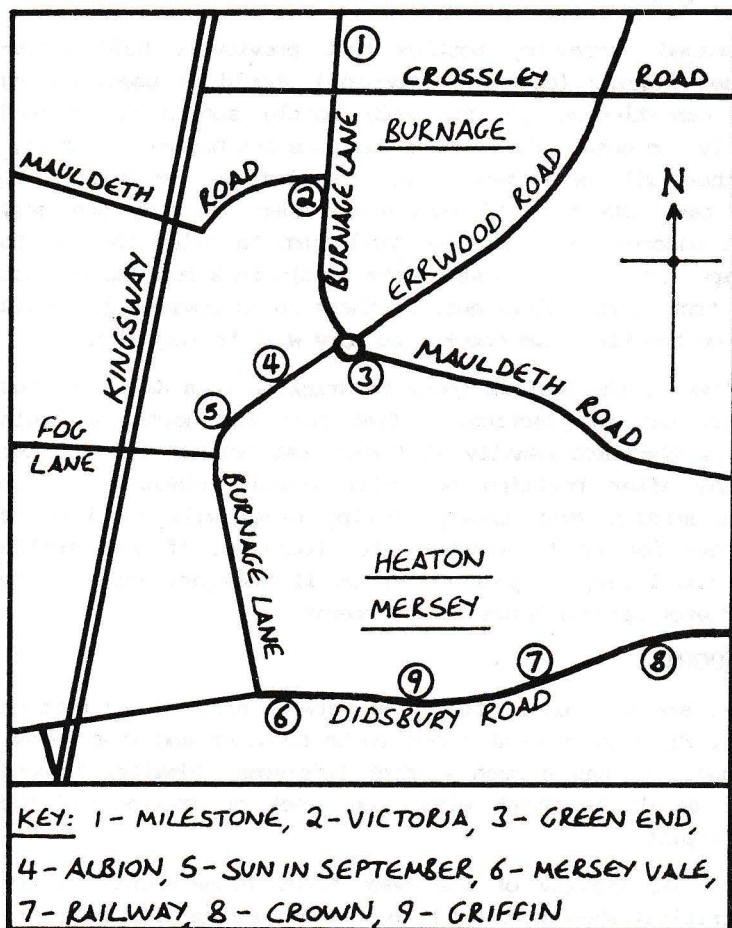 1
CROSSLEY ROAD
BURNAGE
MAULDETH
ROAD
2
BURNAGE LANE
ERRWOOD ROAD
N
KINGSWAY
3
MAULDETH
ROAD
4
5
FOG
LANE
BURNAGE LANE
HEATON
MERSEY
6
9
7
8
DIDSBURY ROAD
KEY: 1 - MILESTONE, 2 - VICTORIA, 3 - GREEN END,
4 - ALBION, 5 - SUN IN SEPTEMBER, 6 - MERSEY VALE,
7 - RAILWAY, 8 - CROWN, 9 - GRIFFIN